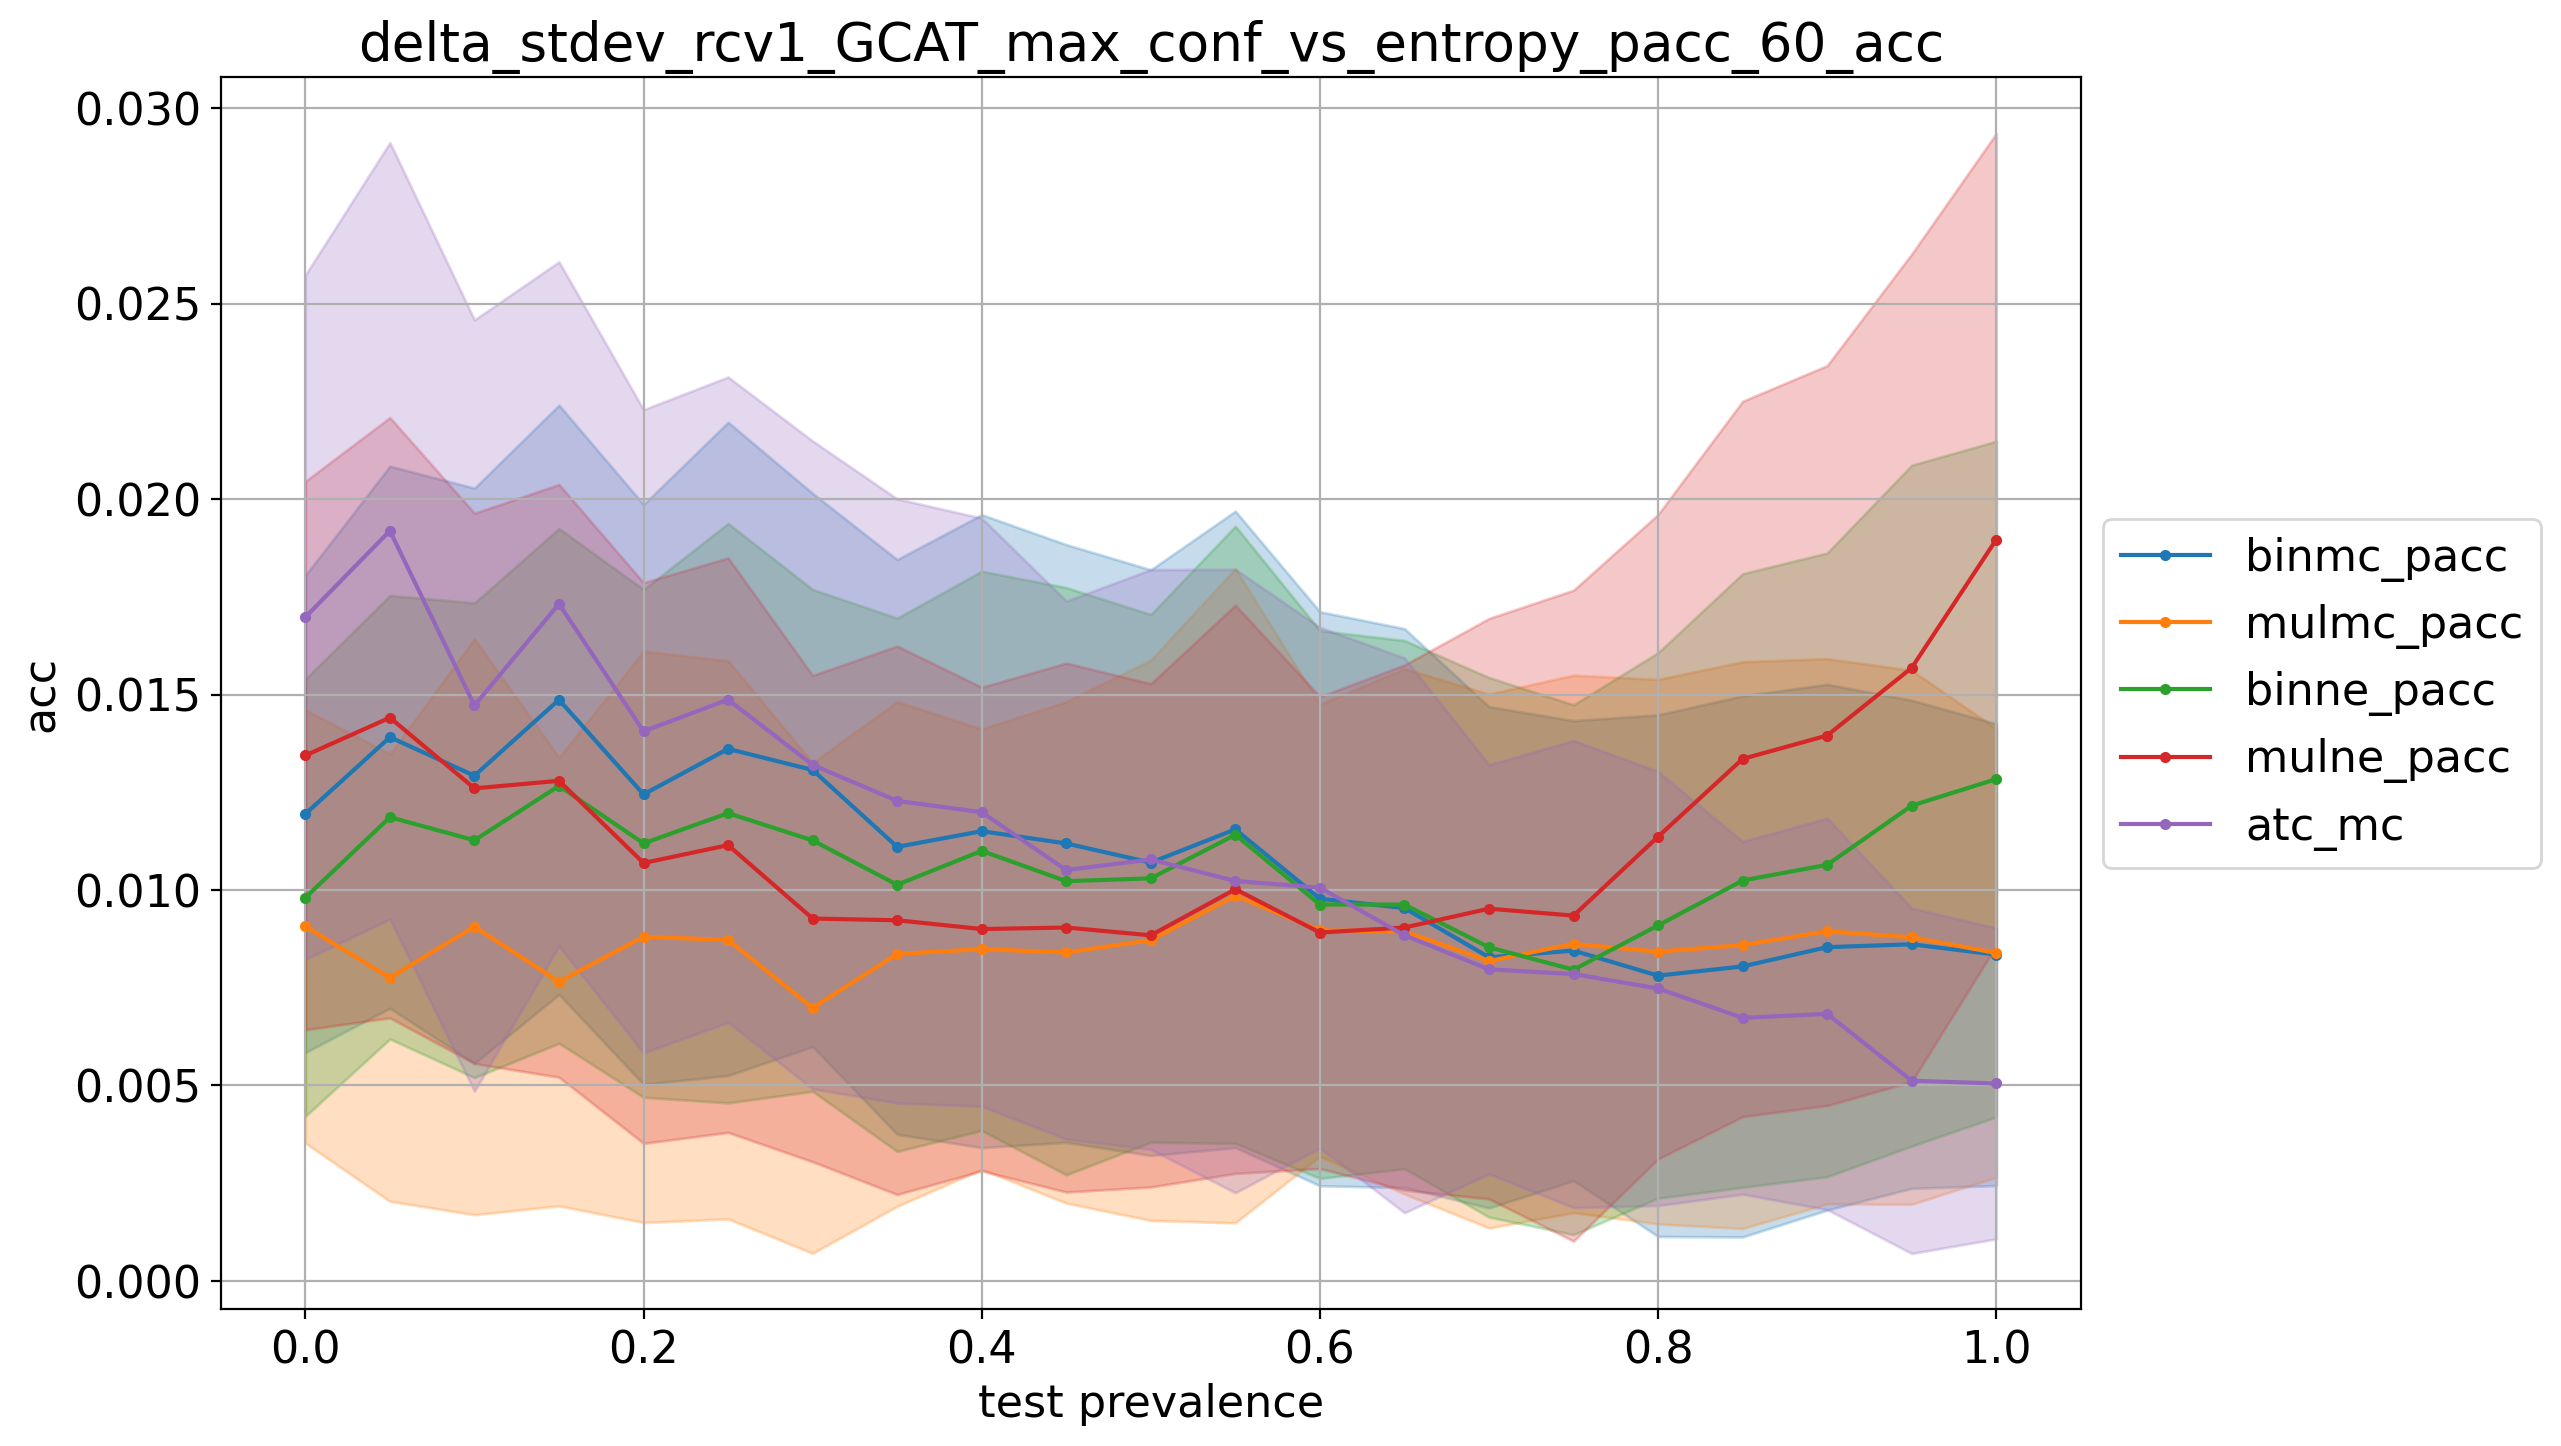 delta_stdev_rcv1_GCAT_max_conf_vs_entropy_pacc_60_acc
0.030
0.025
0.020
0.015
0.010
0.005
0.000
acc
0.0 0.2 0.4 0.6 0.8 1.0
test prevalence
binmc_pacc
mulmc_pacc
binne_pacc
mulne_pacc
atc_mc